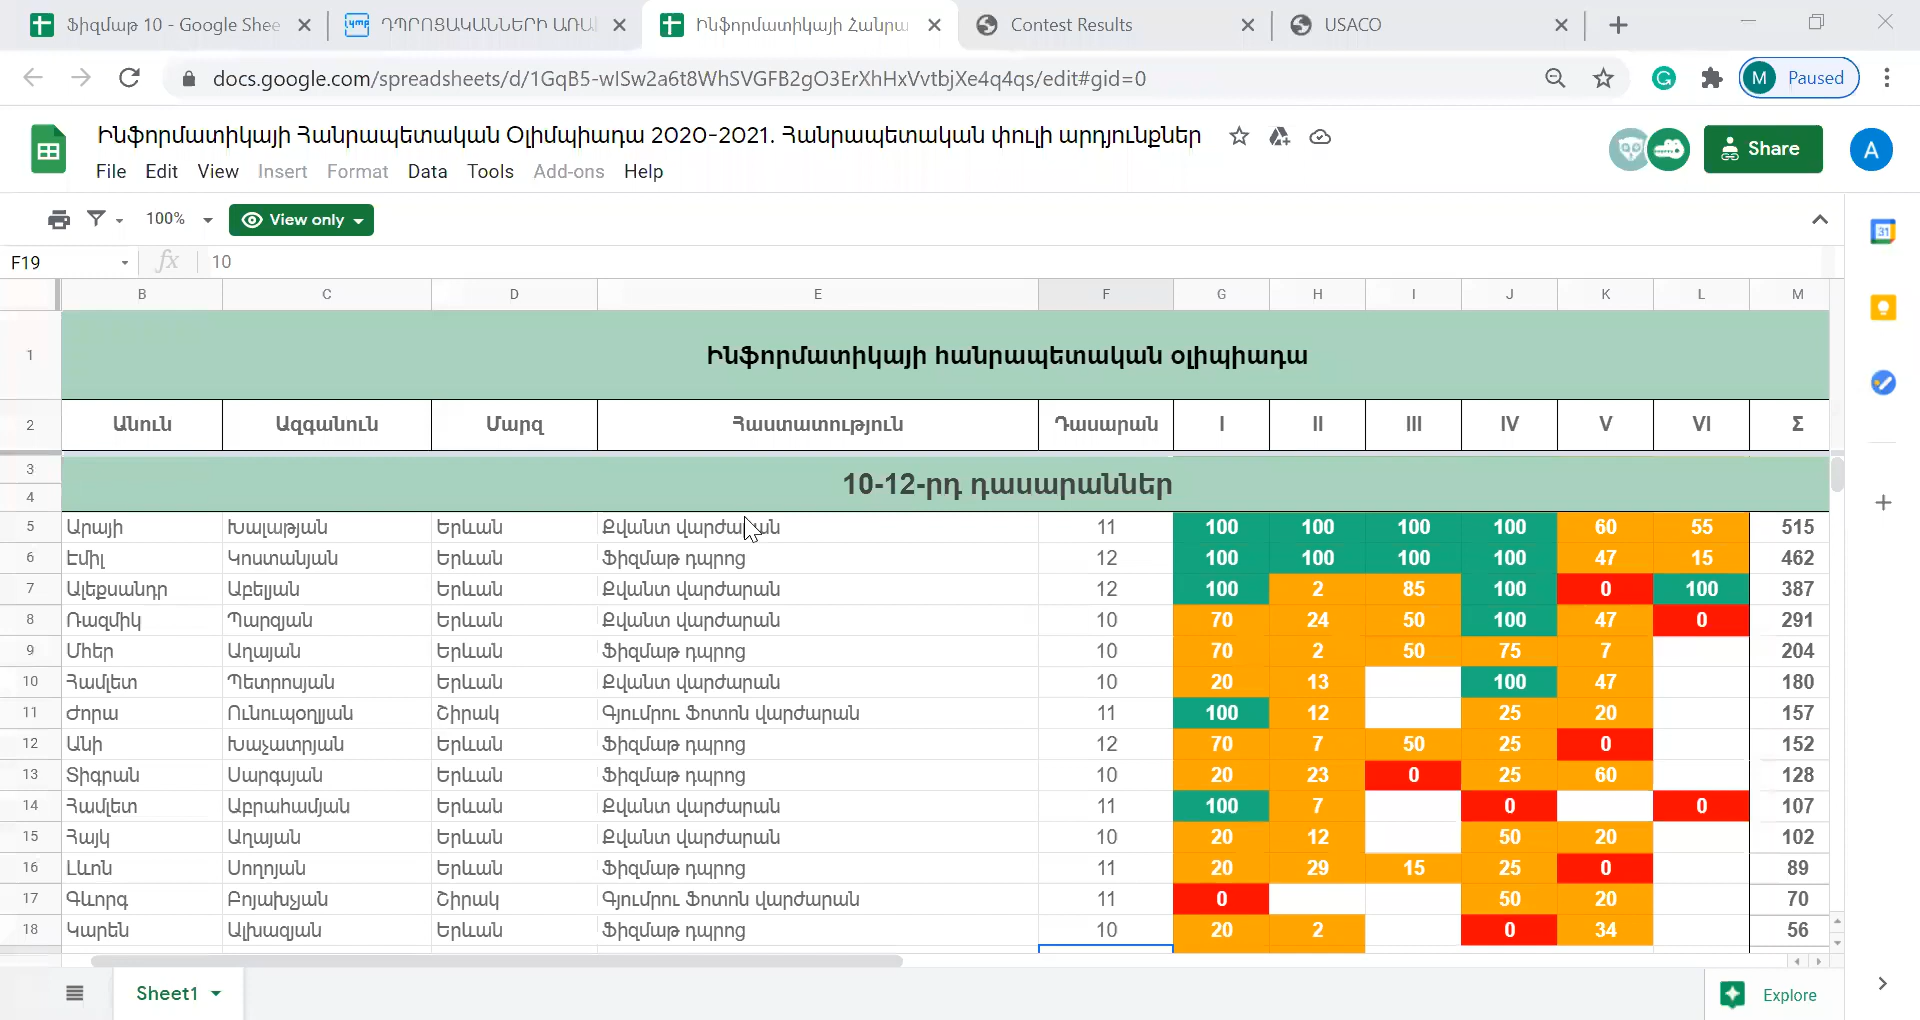 Ֆիզմաթ 10 - Google Shee
ԴՊՐՈՑԱԿԱՆՆԵՐԻ ԱՌԱ
Ինֆորմատիկայի Հանրա
Contest Results
USACO
docs.google.com/spreadsheets/d/1GqB5-wISw2a6t8WhSVGFB2gO3ErXhHxVvtbjXe4q4qs/edit#gid=0
M Paused
Ինֆորմատիկայի Հանրապետական Օլիմպիադա 2020-2021. Հանրապետական փուլի արդյունքներ
File Edit View Insert Format Data Tools Add-ons Help
Share
A
100% View only
F19 fx 10
B C D E F G H I J K L M
1 Ինֆորմատիկայի հանրապետական օլիպիադա
2 Անուն Ազգանուն Մարզ Հաստատություն Դասարան I II III IV V VI Σ
3
4
10-12-րդ դասարաններ
5 Արայի Խալաթյան Երևան Քվանտ վարժարան 11 100 100 100 100 60 55 515
6 Էմիլ Կոստանյան Երևան Ֆիզմաթ դպրոց 12 100 100 100 100 47 15 462
7 Ալեքսանդր Աբելյան Երևան Քվանտ վարժարան 12 100 2 85 100 0 100 387
8 Ռազմիկ Պարզյան Երևան Քվանտ վարժարան 10 70 24 50 100 47 0 291
9 Մհեր Աղայան Երևան Ֆիզմաթ դպրոց 10 70 2 50 75 7 204
10 Համլետ Պետրոսյան Երևան Քվանտ վարժարան 10 20 13 100 47 180
11 Ժորա Ունուպօղլյան Շիրակ Գյումրու Ֆոտոն վարժարան 11 100 12 25 20 157
12 Անի Խաչատրյան Երևան Ֆիզմաթ դպրոց 12 70 7 50 25 0 152
13 Տիգրան Սարգսյան Երևան Ֆիզմաթ դպրոց 10 20 23 0 25 60 128
14 Համլետ Աբրահամյան Երևան Քվանտ վարժարան 11 100 7 0 0 107
15 Հայկ Աղայան Երևան Քվանտ վարժարան 10 20 12 50 20 102
16 Լևոն Սողոյան Երևան Ֆիզմաթ դպրոց 11 20 29 15 25 0 89
17 Գևորգ Բոյախչյան Շիրակ Գյումրու Ֆոտոն վարժարան 11 0 50 20 70
18 Կարեն Ալխազյան Երևան Ֆիզմաթ դպրոց 10 20 2 0 34 56
Sheet1
Explore